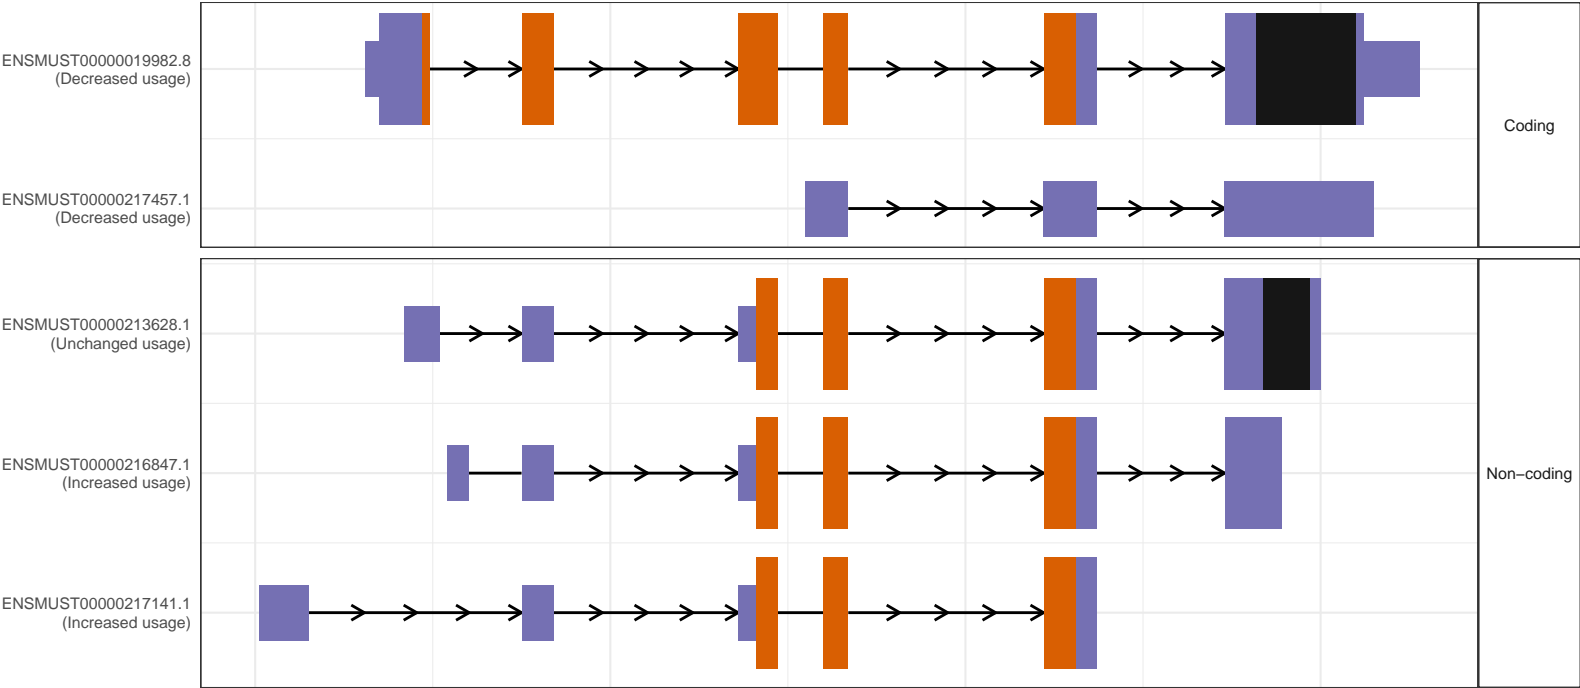 ENSMUST00000019982.8
(Decreased usage)
ENSMUST00000217457.1
(Decreased usage)
Coding
ENSMUST00000213628.1
(Unchanged usage)
ENSMUST00000216847.1
(Increased usage)
Non−coding
ENSMUST00000217141.1
(Increased usage)